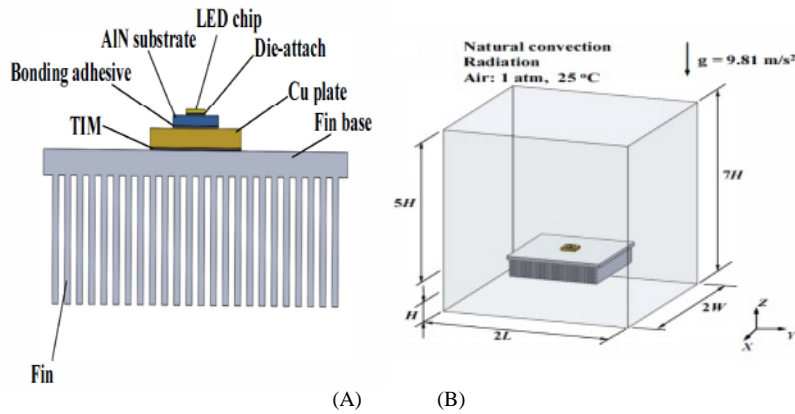 LED chip
AlN substrate
Die-attach
Bonding adhesive
Cu plate
TIM
Fin base
Fin
(A)
Natural convection
Radiation
Air: 1 atm, 25 °C
g = 9.81 m/s²
5H
7H
H
2L
2W
Z
Y
X
(B)